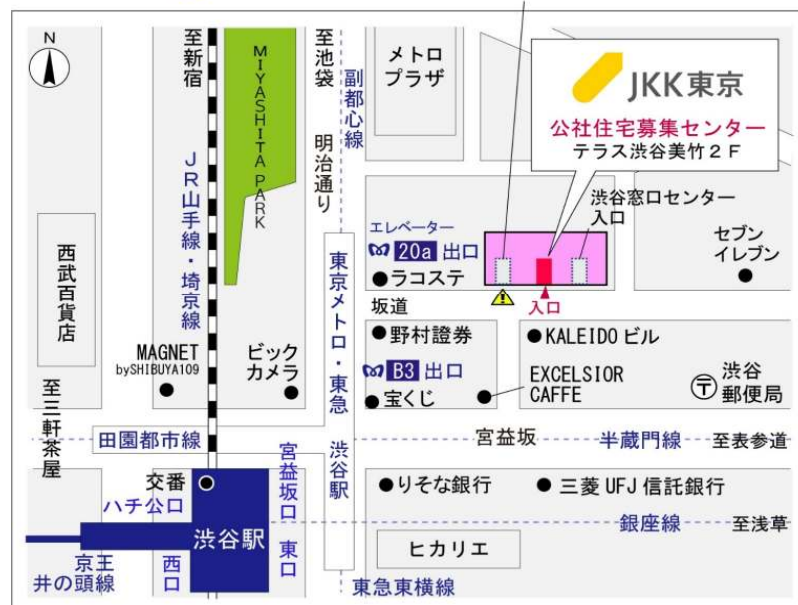 N
至新宿
JR山手線・埼京線
MIYASHITA PARK
至池袋
明治通り
副都心線
メトロ
プラザ
JKK東京
公社住宅募集センター
テラス渋谷美竹2F
渋谷窓口センター
入口
エレベーター
20a 出口
ラコステ
入口
セブン
イレブン
西武百貨店
東京メトロ・東急 渋谷駅
坂道
野村證券
KALEIDO ビル
MAGNET
bySHIBUYA109
ビック
カメラ
B3 出口
宝くじ
EXCELSIOR
CAFFE
渋谷
郵便局
至三軒茶屋
田園都市線
宮益坂
半蔵門線
至表参道
交番
宮益坂口
ハチ公口
りそな銀行
三菱 UFJ 信託銀行
渋谷駅
銀座線
至浅草
京王
井の頭線
西口
東口
ヒカリエ
東急東横線